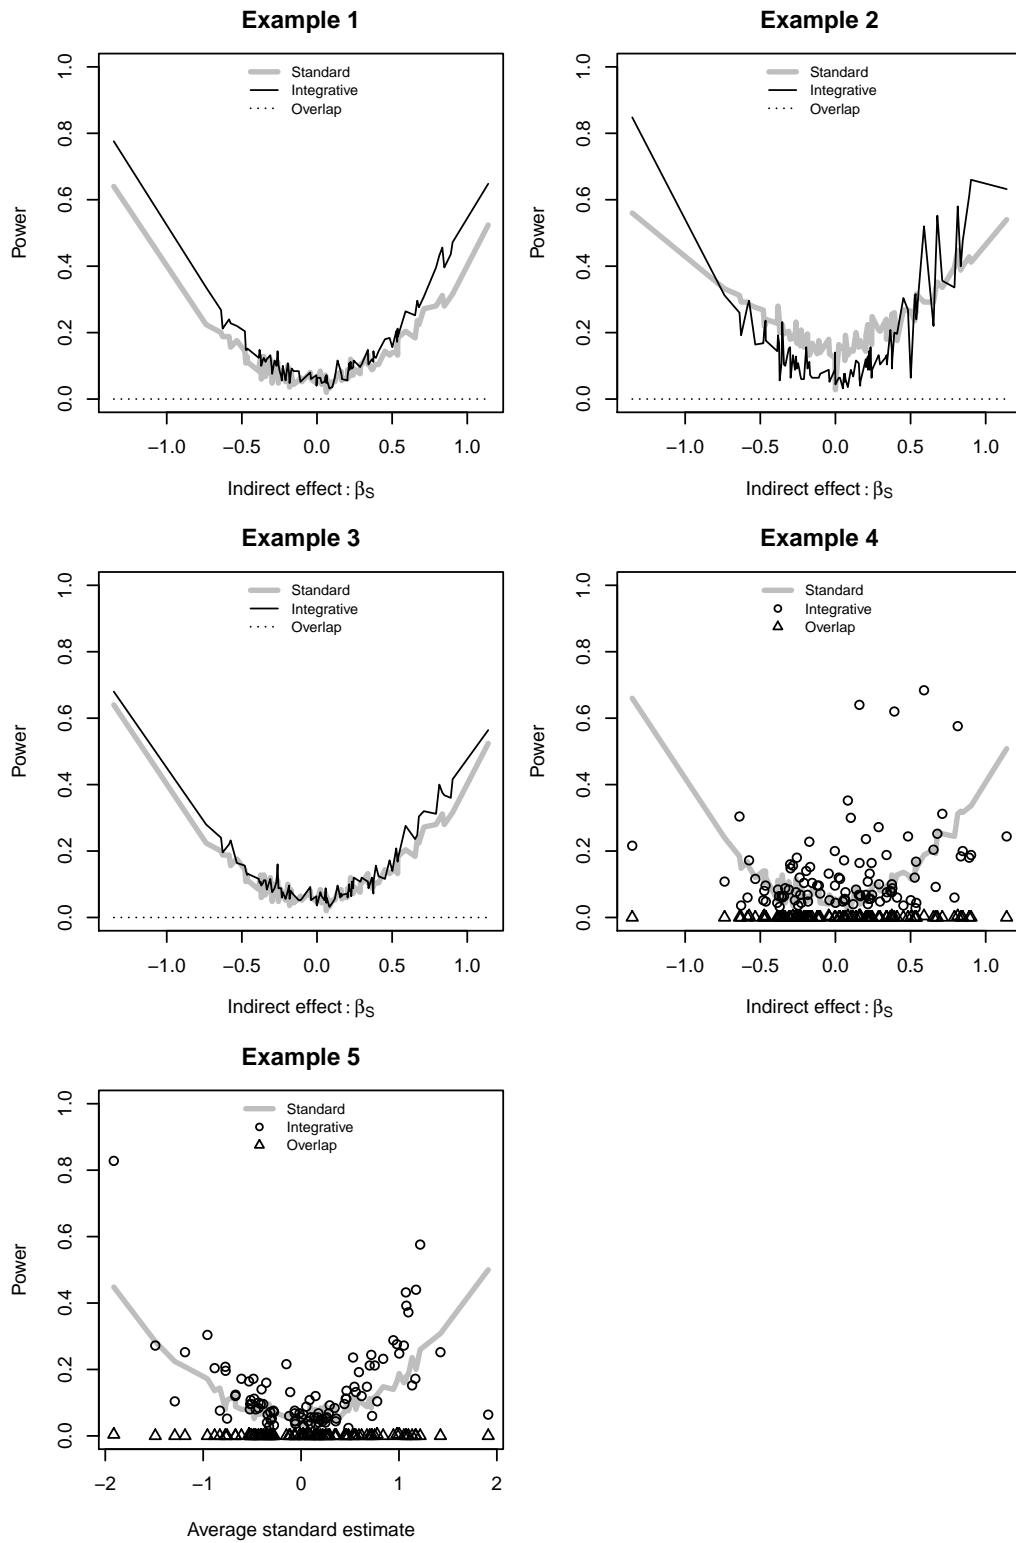 Example 1
Standard
Integrative
Overlap
1.0
0.8
0.6
0.4
0.2
0.0
Power
−1.0 −0.5 0.0 0.5 1.0
Indirect effect : βS
Example 2
Standard
Integrative
Overlap
1.0
0.8
0.6
0.4
0.2
0.0
Power
−1.0 −0.5 0.0 0.5 1.0
Indirect effect : βS
Example 3
Standard
Integrative
Overlap
1.0
0.8
0.6
0.4
0.2
0.0
Power
−1.0 −0.5 0.0 0.5 1.0
Indirect effect : βS
Example 4
Standard
Integrative
Overlap
1.0
0.8
0.6
0.4
0.2
0.0
Power
−1.0 −0.5 0.0 0.5 1.0
Indirect effect : βS
Example 5
Standard
Integrative
Overlap
1.0
0.8
0.6
0.4
0.2
0.0
Power
−2 −1 0 1 2
Average standard estimate